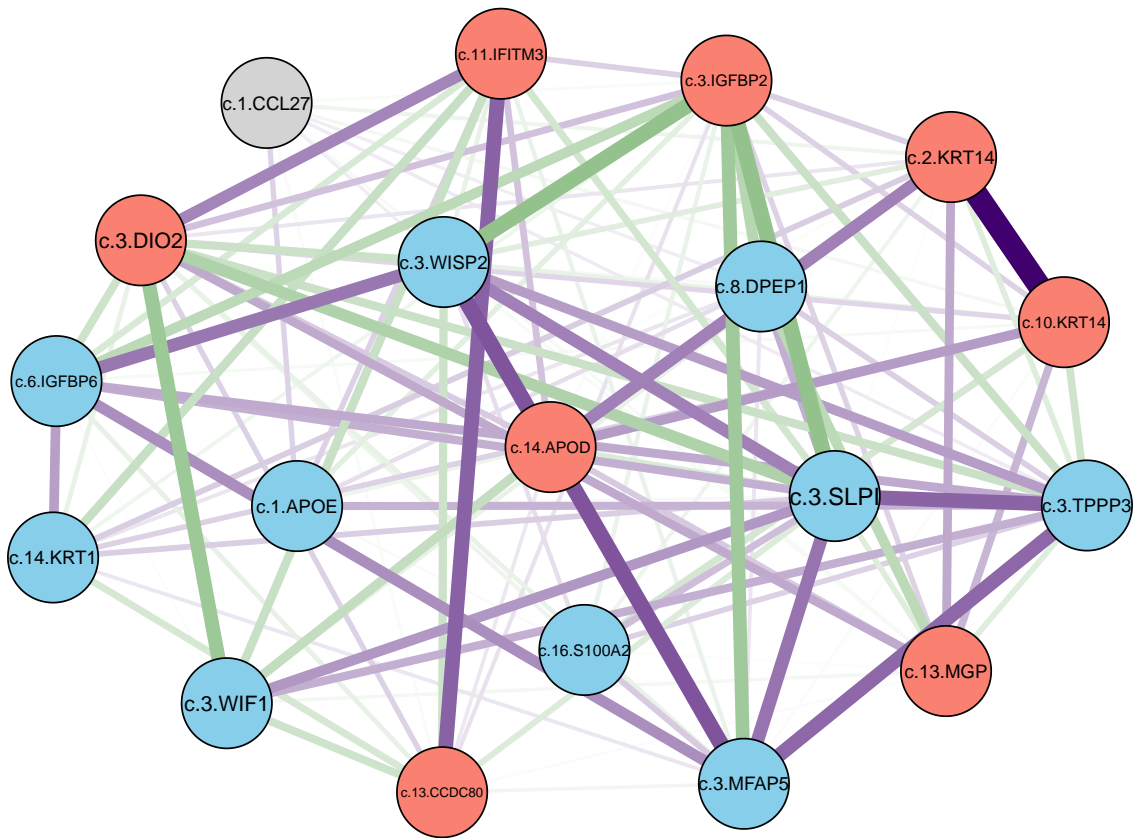 c.11.IFITM3
c.3.IGFBP2
c.1.CCL27
c.2.KRT14
c.3.DIO2
c.3.WISP2
c.8.DPEP1
c.10.KRT14
c.6.IGFBP6
c.14.APOD
c.1.APOE
c.3.SLPI
c.3.TPPP3
c.14.KRT1
c.16.S100A2
c.13.MGP
c.3.WIF1
c.3.MFAP5
c.13.CCDC80